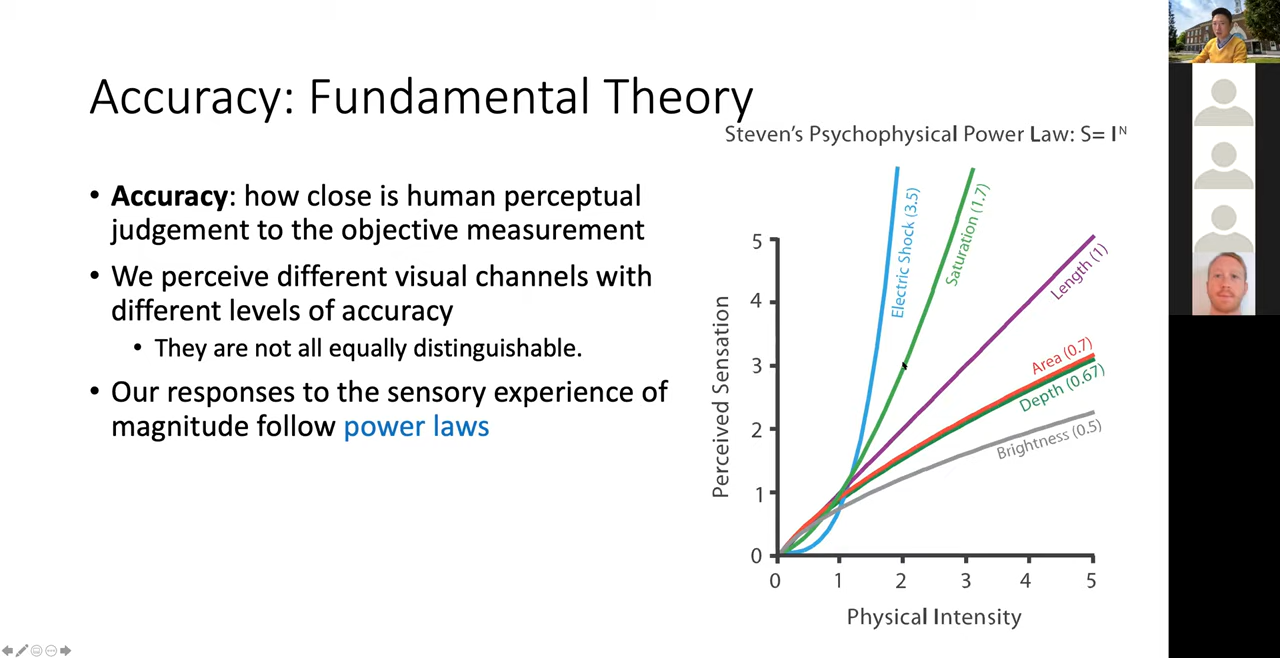 Accuracy: Fundamental Theory
Steven's Psychophysical Power Law: S= I^N
• Accuracy: how close is human perceptual
judgement to the objective measurement
• We perceive different visual channels with
different levels of accuracy
• They are not all equally distinguishable.
• Our responses to the sensory experience of
magnitude follow power laws
Electric Shock (3.5)
Saturation (1.7)
Length (1)
Area (0.7)
Depth (0.67)
Brightness (0.5)
Perceived Sensation
5
4
3
2
1
0
0 1 2 3 4 5
Physical Intensity